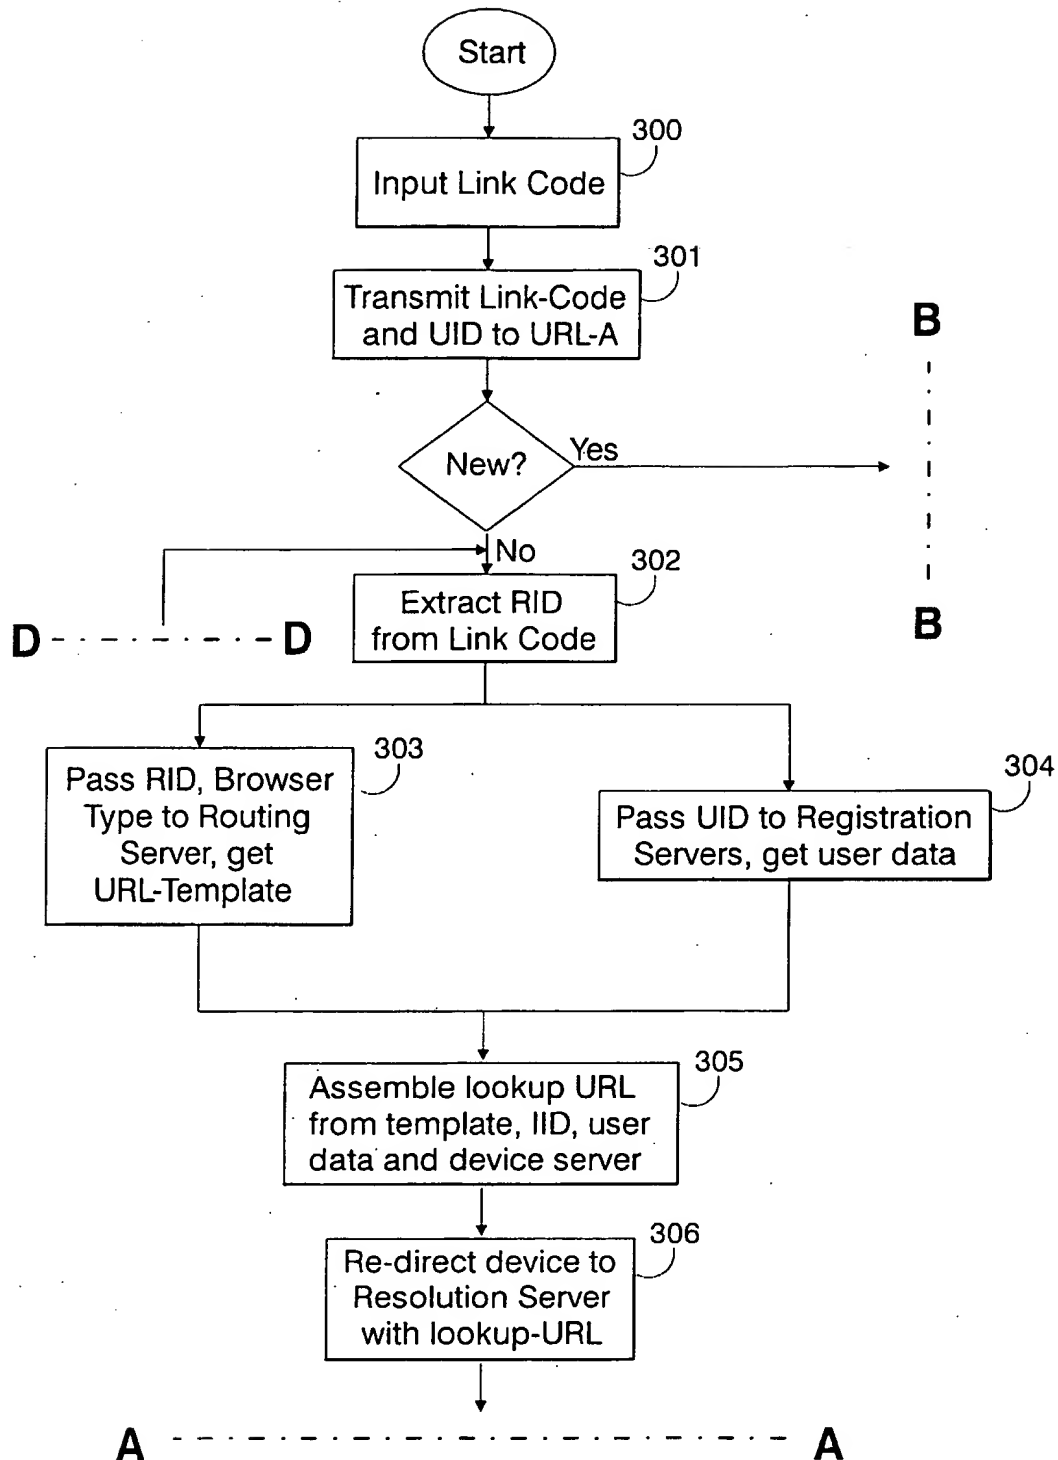 Start
300
Input Link Code
301
Transmit Link-Code
and UID to URL-A
B
New?
Yes
No
302
Extract RID
from Link Code
D
D
B
303
Pass RID, Browser
Type to Routing
Server, get
URL-Template
304
Pass UID to Registration
Servers, get user data
305
Assemble lookup URL
from template, IID, user
data and device server
306
Re-direct device to
Resolution Server
with lookup-URL
A
A